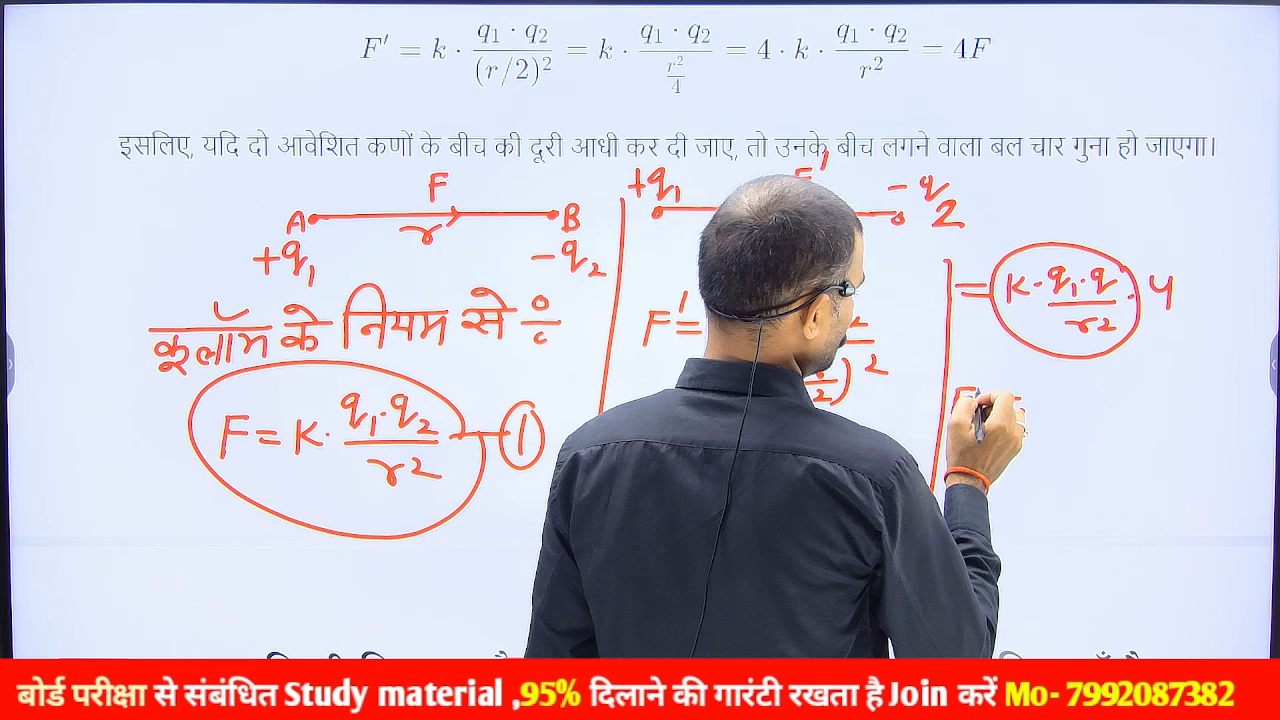 F′ = k · q₁ · q₂ / (r/2)² = k · q₁ · q₂ / (r²/4) = 4 · k · q₁ · q₂ / r² = 4F
इसलिए, यदि दो आवेशित कणों के बीच की दूरी आधी कर दी जाए, तो उनके बीच लगने वाला बल चार गुना हो जाएगा।
F
A r B
+q₁ -q₂
कूलॉम के नियम से :
F = K · q₁·q₂ / r² — ①
+q₁ F′ -q₂
F′ =
2)²
= K · q₁·q / r² · 4
बोर्ड परीक्षा से संबंधित Study material ,95% दिलाने की गारंटी रखता है Join करें Mo- 7992087382